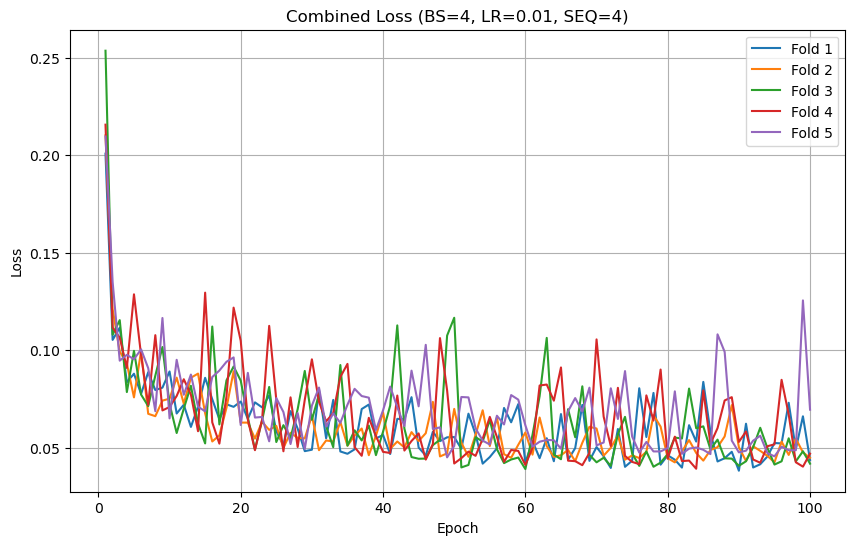 Combined Loss (BS=4, LR=0.01, SEQ=4)
Loss
0.25
0.20
0.15
0.10
0.05
Fold 1
Fold 2
Fold 3
Fold 4
Fold 5
0 20 40 60 80 100
Epoch